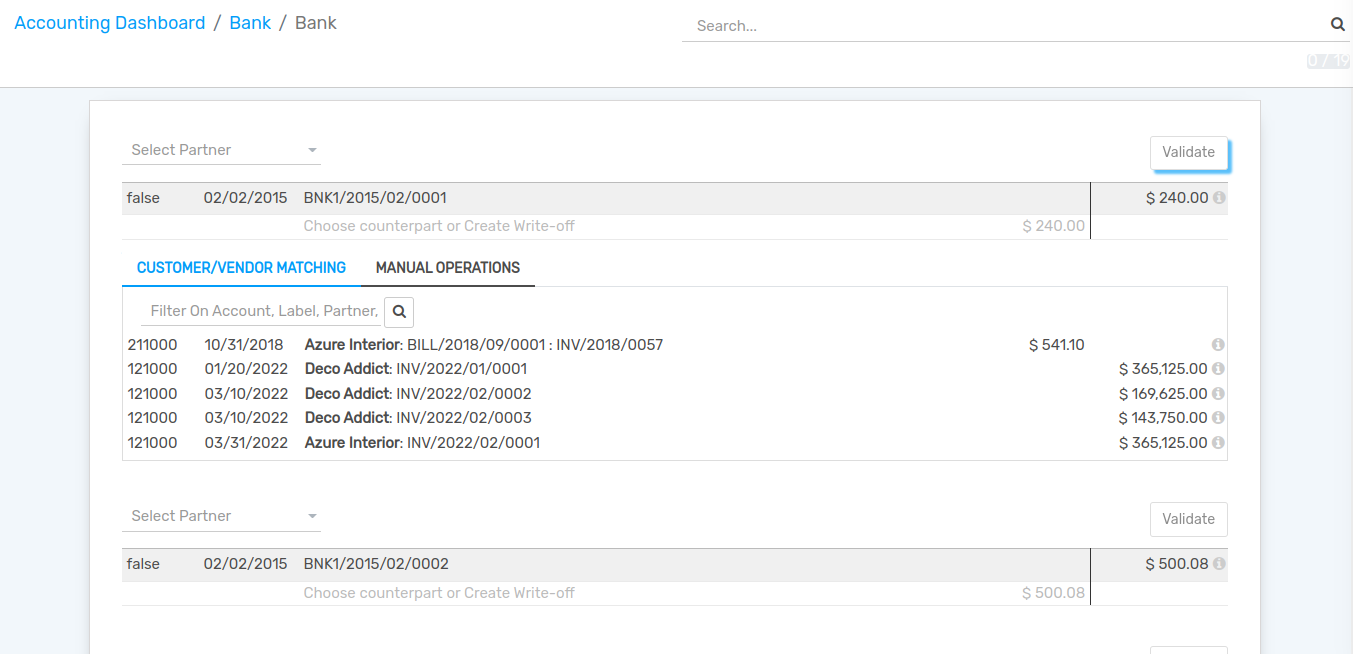 Accounting Dashboard / Bank / Bank
Search...
0 / 19
Select Partner
Validate
false 02/02/2015 BNK1/2015/02/0001 $ 240.00
Choose counterpart or Create Write-off $ 240.00
CUSTOMER/VENDOR MATCHING MANUAL OPERATIONS
Filter On Account, Label, Partner,
211000 10/31/2018 Azure Interior: BILL/2018/09/0001 : INV/2018/0057 $ 541.10
121000 01/20/2022 Deco Addict: INV/2022/01/0001 $ 365,125.00
121000 03/10/2022 Deco Addict: INV/2022/02/0002 $ 169,625.00
121000 03/10/2022 Deco Addict: INV/2022/02/0003 $ 143,750.00
121000 03/31/2022 Azure Interior: INV/2022/02/0001 $ 365,125.00
Select Partner
Validate
false 02/02/2015 BNK1/2015/02/0002 $ 500.08
Choose counterpart or Create Write-off $ 500.08